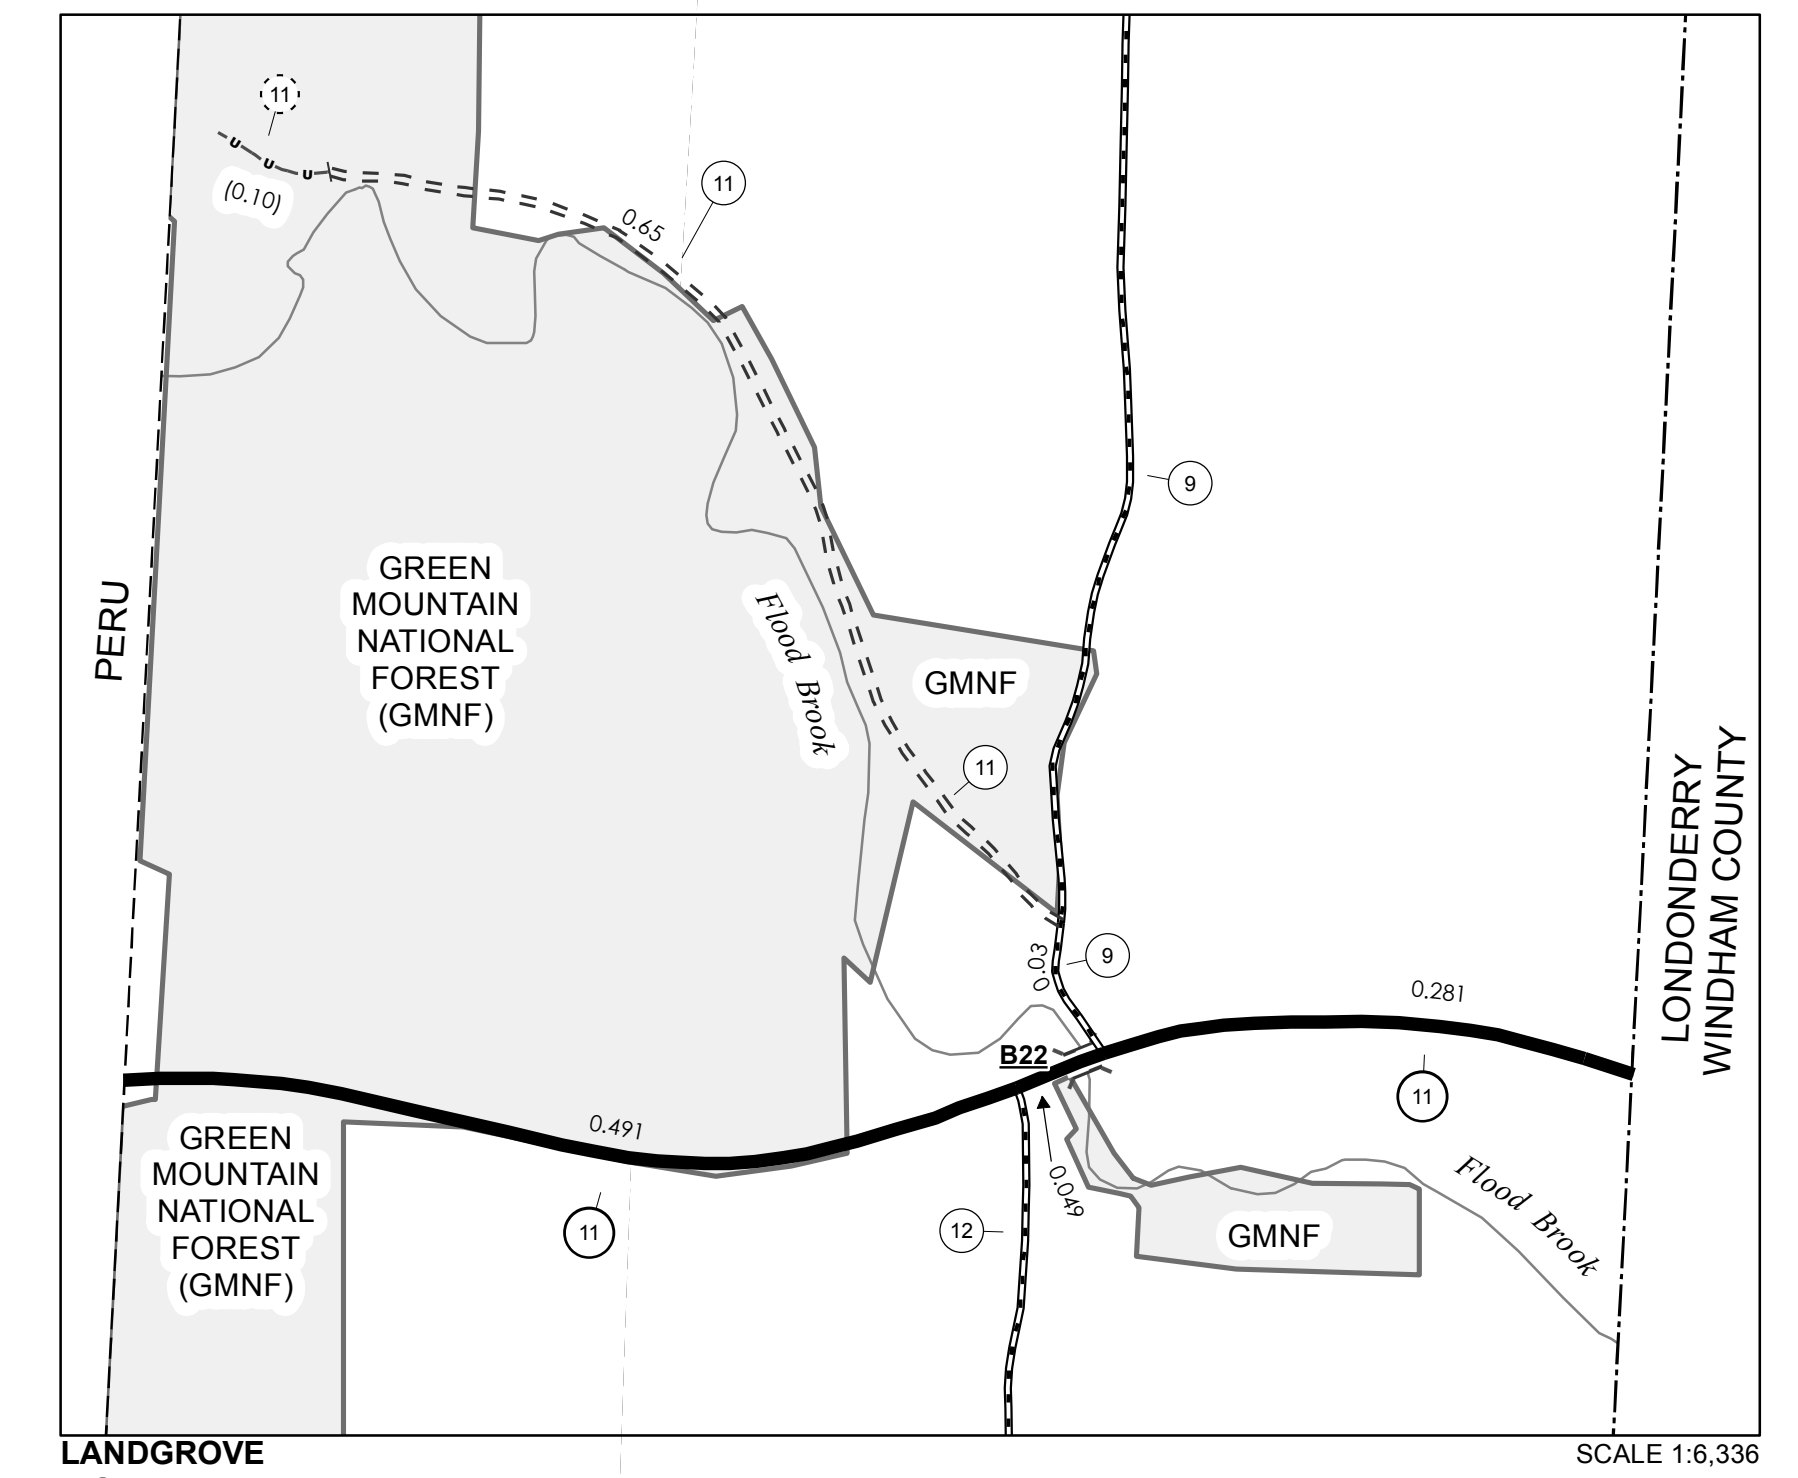 11
(0.10)
11
0.65
9
GREEN
MOUNTAIN
NATIONAL
FOREST
(GMNF)
PERU
Flood Brook
GMNF
11
LONDONDERRY
WINDHAM COUNTY
9
0.03
0.281
B22
11
0.491
GREEN
MOUNTAIN
NATIONAL
FOREST
(GMNF)
11
12
0.049
GMNF
Flood Brook
LANDGROVE
SCALE 1:6,336